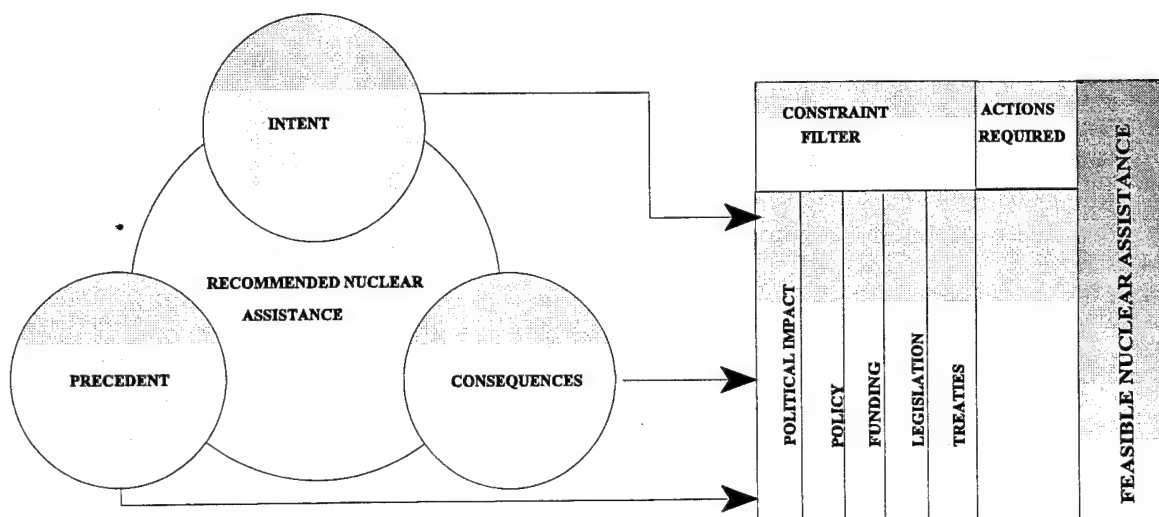 INTENT
RECOMMENDED NUCLEAR
ASSISTANCE
PRECEDENT
CONSEQUENCES
CONSTRAINT
FILTER
ACTIONS
REQUIRED
POLITICAL IMPACT
POLICY
FUNDING
LEGISLATION
TREATIES
FEASIBLE NUCLEAR ASSISTANCE